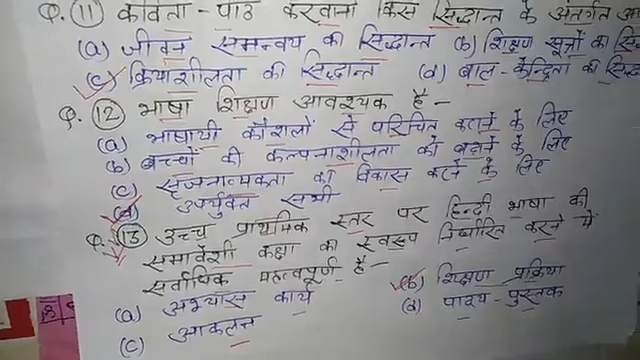 Q. (11) कविता - पाठ करवाना किस सिद्धान्त के अंतर्गत
(a) जीवन समन्वय का सिद्धान्त (b) शिक्षण सूत्रों का
(c) क्रियाशीलता का सिद्धान्त (d) बाल - केन्द्रिता का
Q. (12) भाषा शिक्षण आवश्यक है -
(a) भाषायी कौशलों से परिचित कराने के लिए
(b) बच्चों की कल्पनाशीलता को बढ़ाने के लिए
(c) सृजनात्मकता का विकास करने के लिए
(d) उपर्युक्त सभी
Q. (13) उच्च प्राथमिक स्तर पर हिन्दी भाषा की
समावेशी कक्षा का स्वरूप निर्धारित करने में
सर्वाधिक महत्वपूर्ण है -
(a) अभ्यास कार्य (b) शिक्षण प्रक्रिया
(c) आकलन (d) पाठ्य - पुस्तक